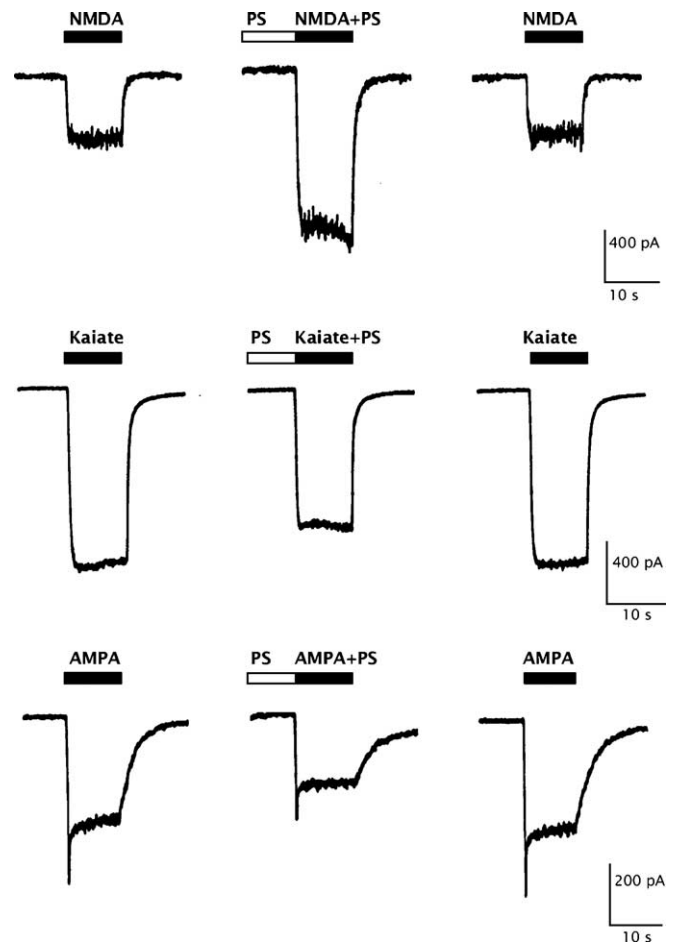 NMDA PS NMDA+PS NMDA
400 pA
10 s
Kaiate PS Kaiate+PS Kaiate
400 pA
10 s
AMPA PS AMPA+PS AMPA
200 pA
10 s